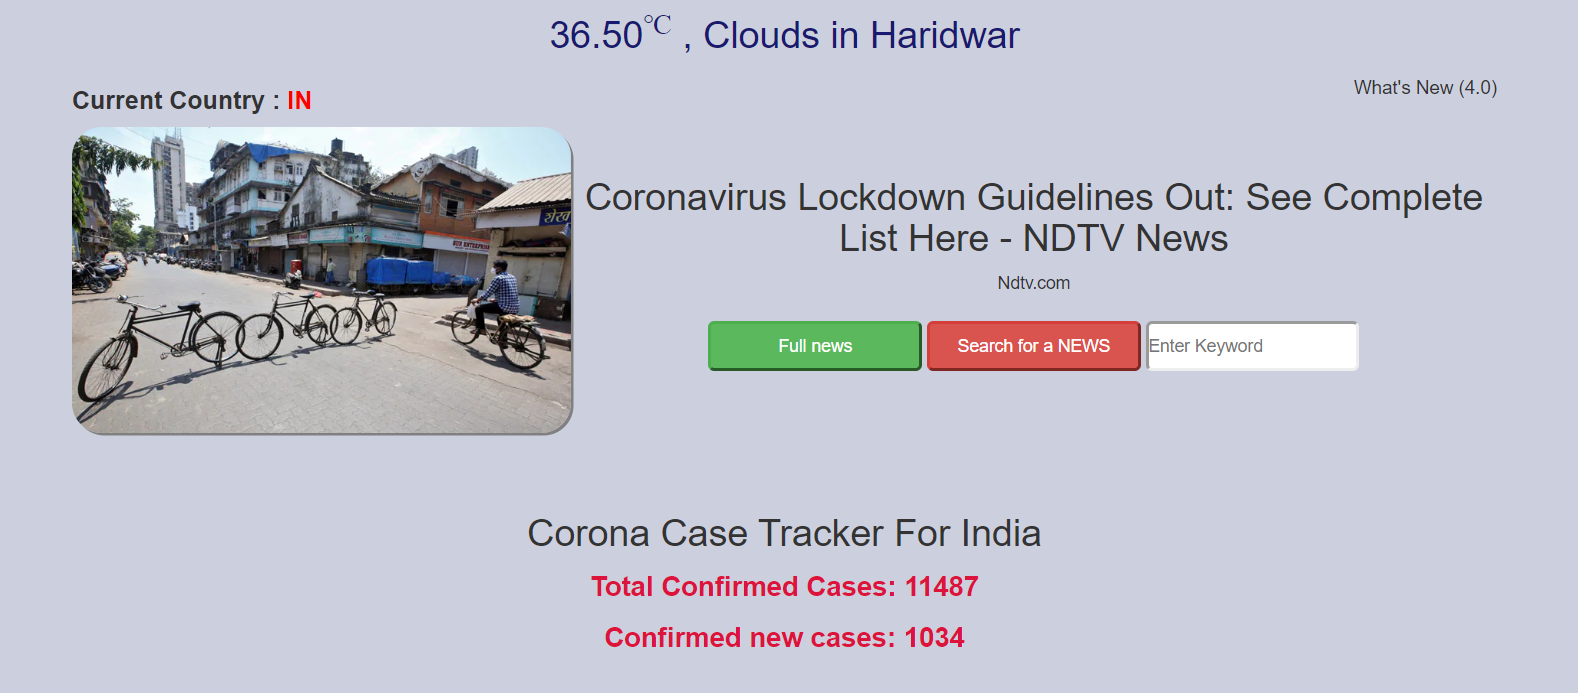 36.50℃ , Clouds in Haridwar
What's New (4.0)
Current Country : IN
Coronavirus Lockdown Guidelines Out: See Complete
List Here - NDTV News
Ndtv.com
Full news
Search for a NEWS
Enter Keyword
Corona Case Tracker For India
Total Confirmed Cases: 11487
Confirmed new cases: 1034